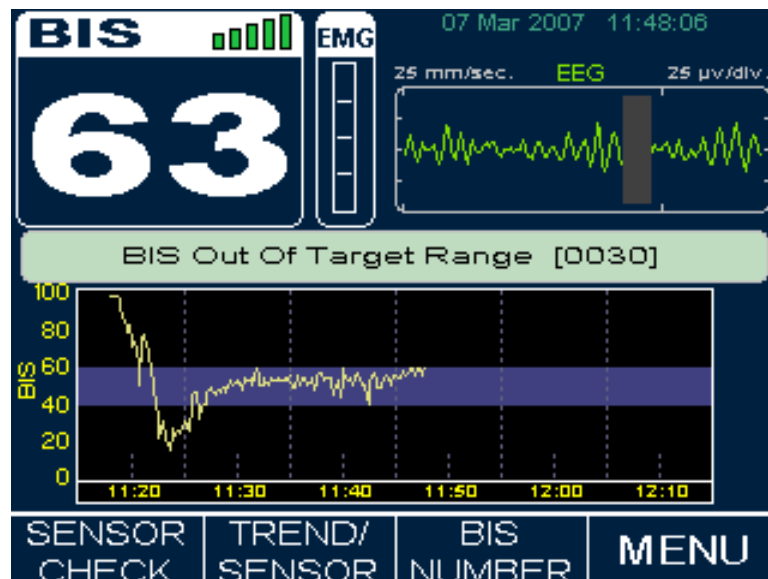 BIS
EMG
07 Mar 2007 11:48:06
25 mm/sec. EEG 25 µv/div.
63
BIS Out Of Target Range [0030]
100
80
60
40
20
0
BIS
11:20 11:30 11:40 11:50 12:00 12:10
SENSOR CHECK
TREND/ SENSOR
BIS NUMBER
MENU